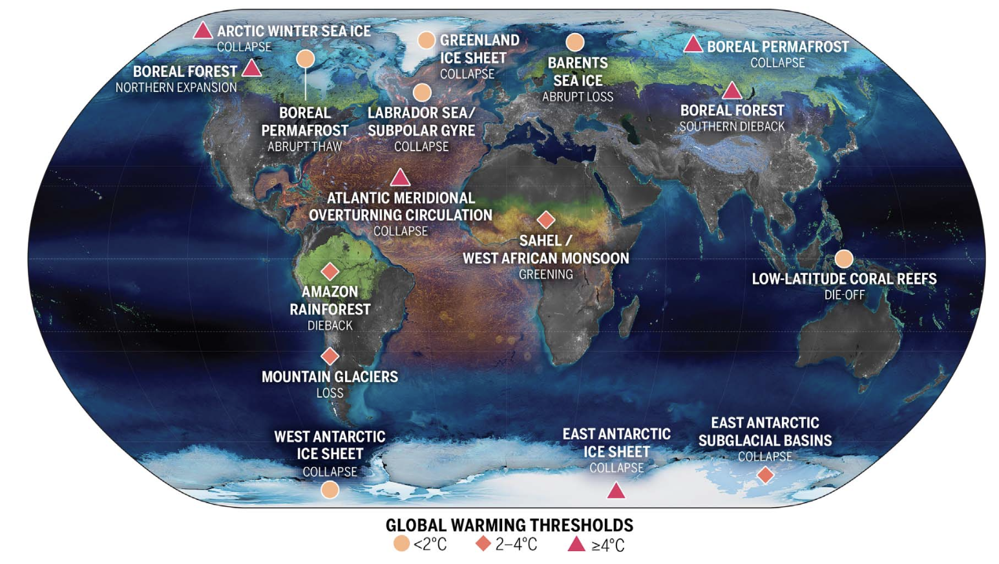 ARCTIC WINTER SEA ICE
COLLAPSE
BOREAL FOREST
NORTHERN EXPANSION
GREENLAND
ICE SHEET
COLLAPSE
BARENTS
SEA ICE
ABRUPT LOSS
BOREAL PERMAFROST
COLLAPSE
BOREAL
PERMAFROST
ABRUPT THAW
LABRADOR SEA/
SUBPOLAR GYRE
COLLAPSE
BOREAL FOREST
SOUTHERN DIEBACK
ATLANTIC MERIDIONAL
OVERTURNING CIRCULATION
COLLAPSE
SAHEL /
WEST AFRICAN MONSOON
GREENING
LOW-LATITUDE CORAL REEFS
DIE-OFF
AMAZON
RAINFOREST
DIEBACK
MOUNTAIN GLACIERS
LOSS
WEST ANTARCTIC
ICE SHEET
COLLAPSE
EAST ANTARCTIC
ICE SHEET
COLLAPSE
EAST ANTARCTIC
SUBGLACIAL BASINS
COLLAPSE
GLOBAL WARMING THRESHOLDS
<2°C 2–4°C ≥4°C